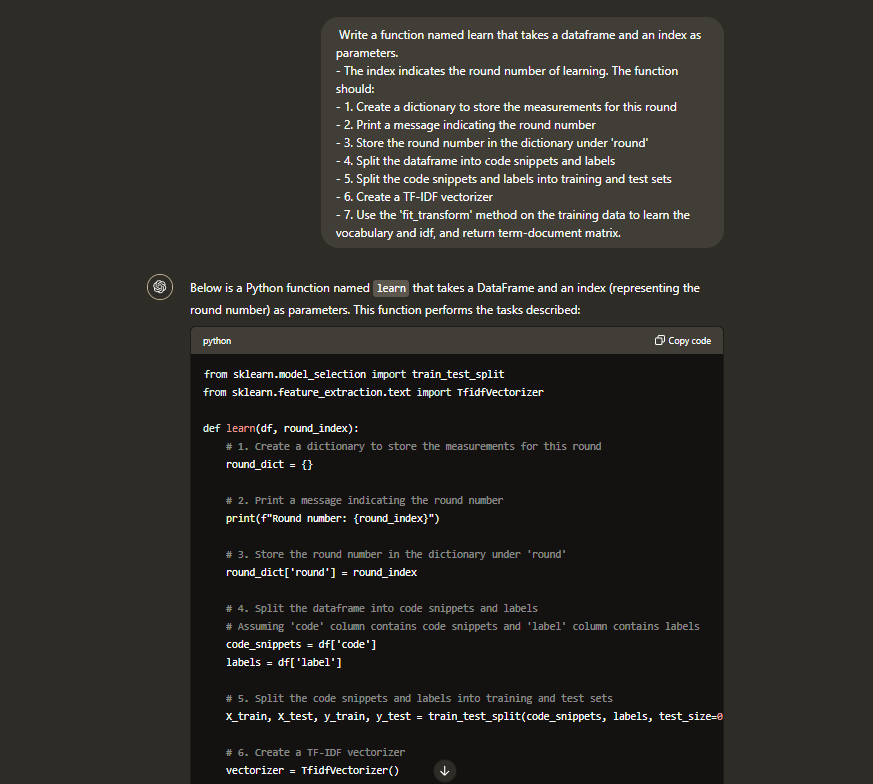 Write a function named learn that takes a dataframe and an index as
parameters.
- The index indicates the round number of learning. The function
should:
- 1. Create a dictionary to store the measurements for this round
- 2. Print a message indicating the round number
- 3. Store the round number in the dictionary under 'round'
- 4. Split the dataframe into code snippets and labels
- 5. Split the code snippets and labels into training and test sets
- 6. Create a TF-IDF vectorizer
- 7. Use the 'fit_transform' method on the training data to learn the
vocabulary and idf, and return term-document matrix.
Below is a Python function named learn that takes a DataFrame and an index (representing the
round number) as parameters. This function performs the tasks described:
python Copy code
from sklearn.model_selection import train_test_split
from sklearn.feature_extraction.text import TfidfVectorizer
def learn(df, round_index):
# 1. Create a dictionary to store the measurements for this round
round_dict = {}
# 2. Print a message indicating the round number
print(f"Round number: {round_index}")
# 3. Store the round number in the dictionary under 'round'
round_dict['round'] = round_index
# 4. Split the dataframe into code snippets and labels
# Assuming 'code' column contains code snippets and 'label' column contains labels
code_snippets = df['code']
labels = df['label']
# 5. Split the code snippets and labels into training and test sets
X_train, X_test, y_train, y_test = train_test_split(code_snippets, labels, test_size=0
# 6. Create a TF-IDF vectorizer
vectorizer = TfidfVectorizer()